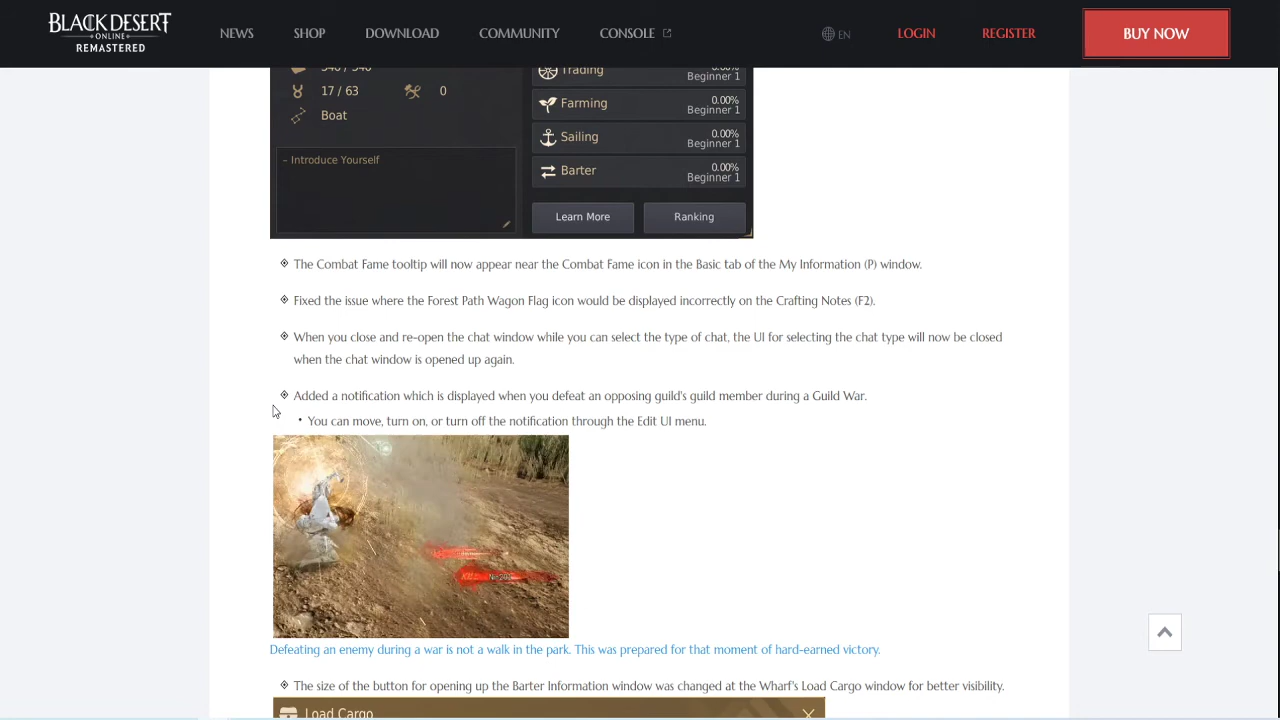 BLACK DESERT
ONLINE
REMASTERED
NEWS
SHOP
DOWNLOAD
COMMUNITY
CONSOLE
EN
LOGIN
REGISTER
BUY NOW
17 / 63
0
Boat
- Introduce Yourself
Trading
0.00%
Beginner 1
Farming
0.00%
Beginner 1
Sailing
0.00%
Beginner 1
Barter
0.00%
Beginner 1
Learn More
Ranking
The Combat Fame tooltip will now appear near the Combat Fame icon in the Basic tab of the My Information (P) window.
Fixed the issue where the Forest Path Wagon Flag icon would be displayed incorrectly on the Crafting Notes (F2).
When you close and re-open the chat window while you can select the type of chat, the UI for selecting the chat type will now be closed
when the chat window is opened up again.
Added a notification which is displayed when you defeat an opposing guild's guild member during a Guild War.
• You can move, turn on, or turn off the notification through the Edit UI menu.
KILL
Defeating an enemy during a war is not a walk in the park. This was prepared for that moment of hard-earned victory.
The size of the button for opening up the Barter Information window was changed at the Wharf's Load Cargo window for better visibility.
Load Cargo